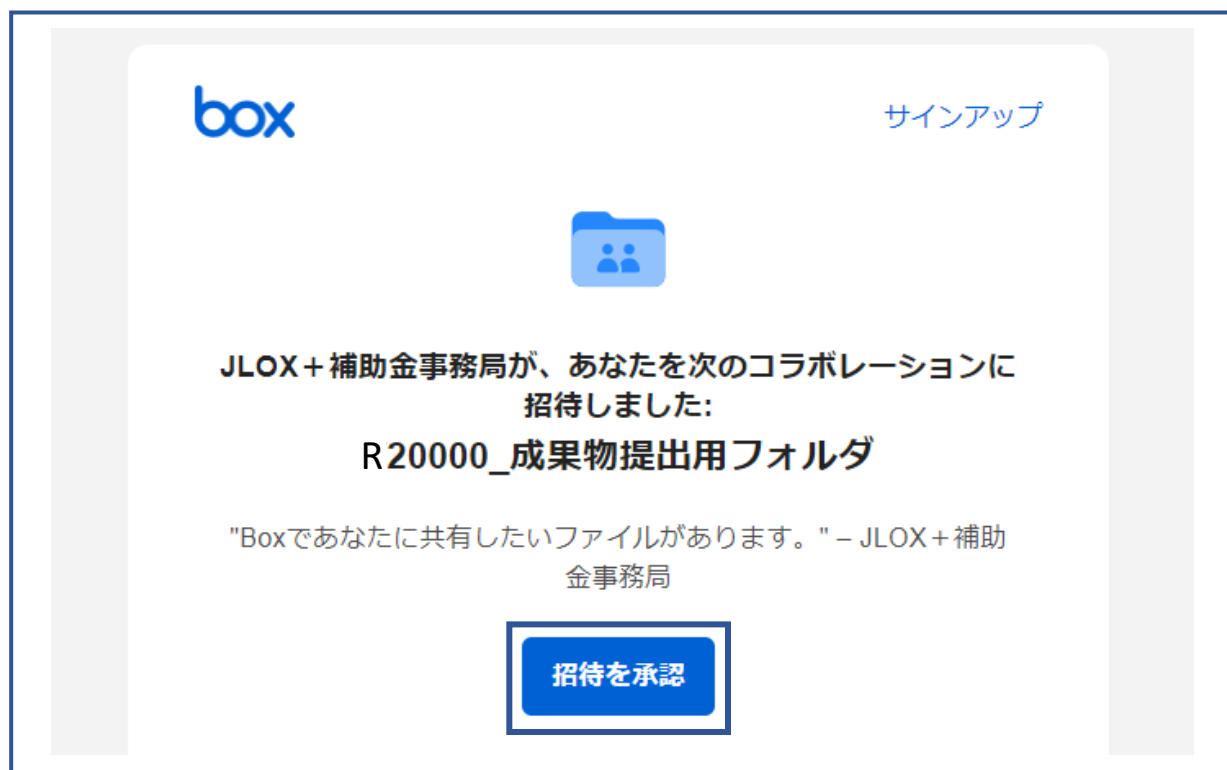 box
サインアップ
JLOX+補助金事務局が、あなたを次のコラボレーションに
招待しました:
R20000_成果物提出用フォルダ
"Boxであなたに共有したいファイルがあります。" – JLOX+補助
金事務局
招待を承認